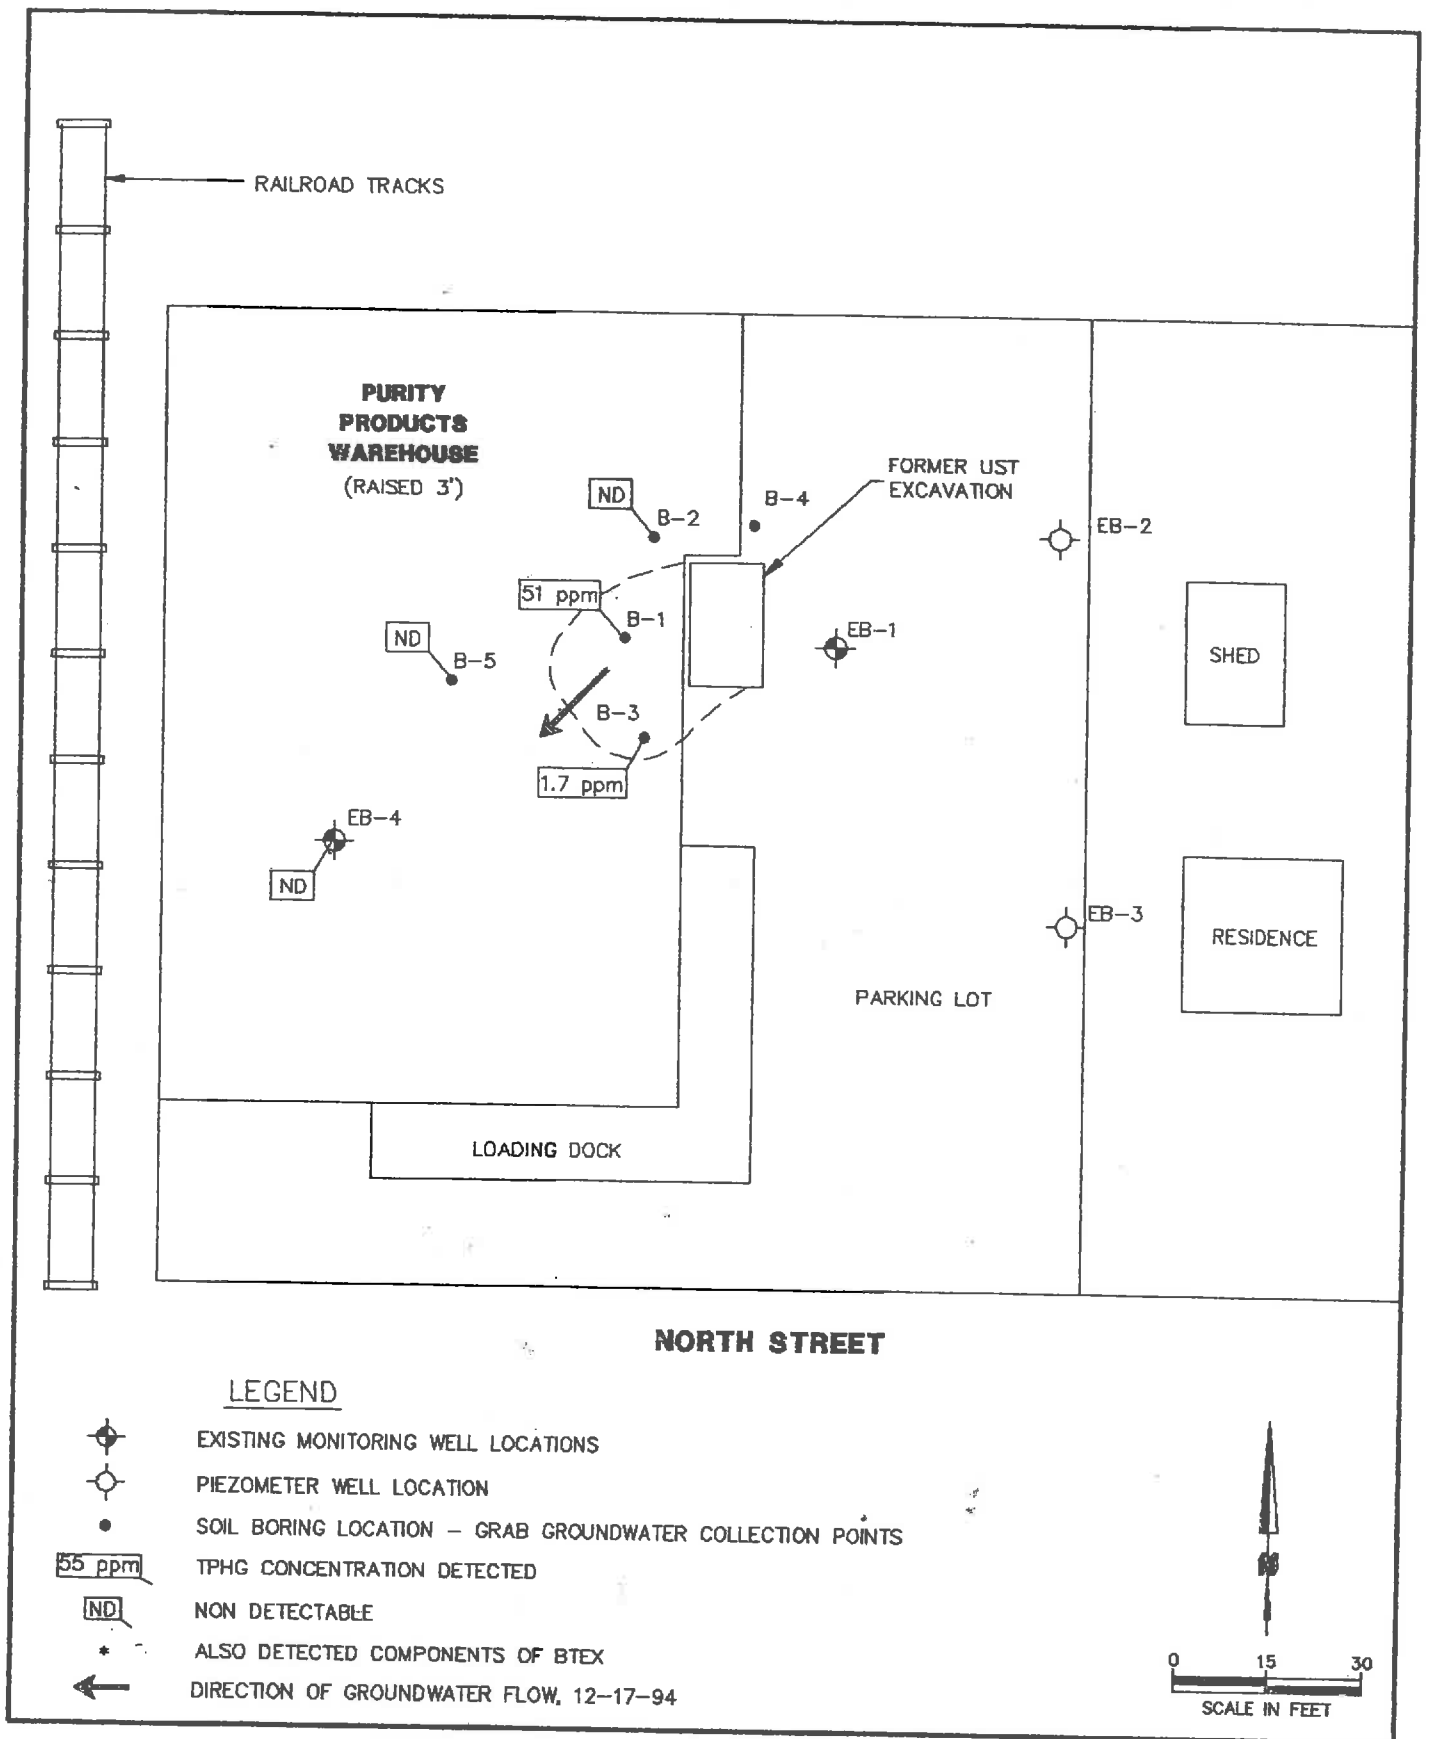 RAILROAD TRACKS
PURITY
PRODUCTS
WAREHOUSE
(RAISED 3')
FORMER UST
EXCAVATION
ND
B-2
B-4
EB-2
51 ppm
B-1
EB-1
ND
B-5
SHED
B-3
1.7 ppm
EB-4
ND
EB-3
RESIDENCE
PARKING LOT
LOADING DOCK
NORTH STREET
LEGEND
EXISTING MONITORING WELL LOCATIONS
PIEZOMETER WELL LOCATION
SOIL BORING LOCATION – GRAB GROUNDWATER COLLECTION POINTS
55 ppm
TPHG CONCENTRATION DETECTED
ND
NON DETECTABLE
* ALSO DETECTED COMPONENTS OF BTEX
DIRECTION OF GROUNDWATER FLOW, 12-17-94
N
0 15 30
SCALE IN FEET